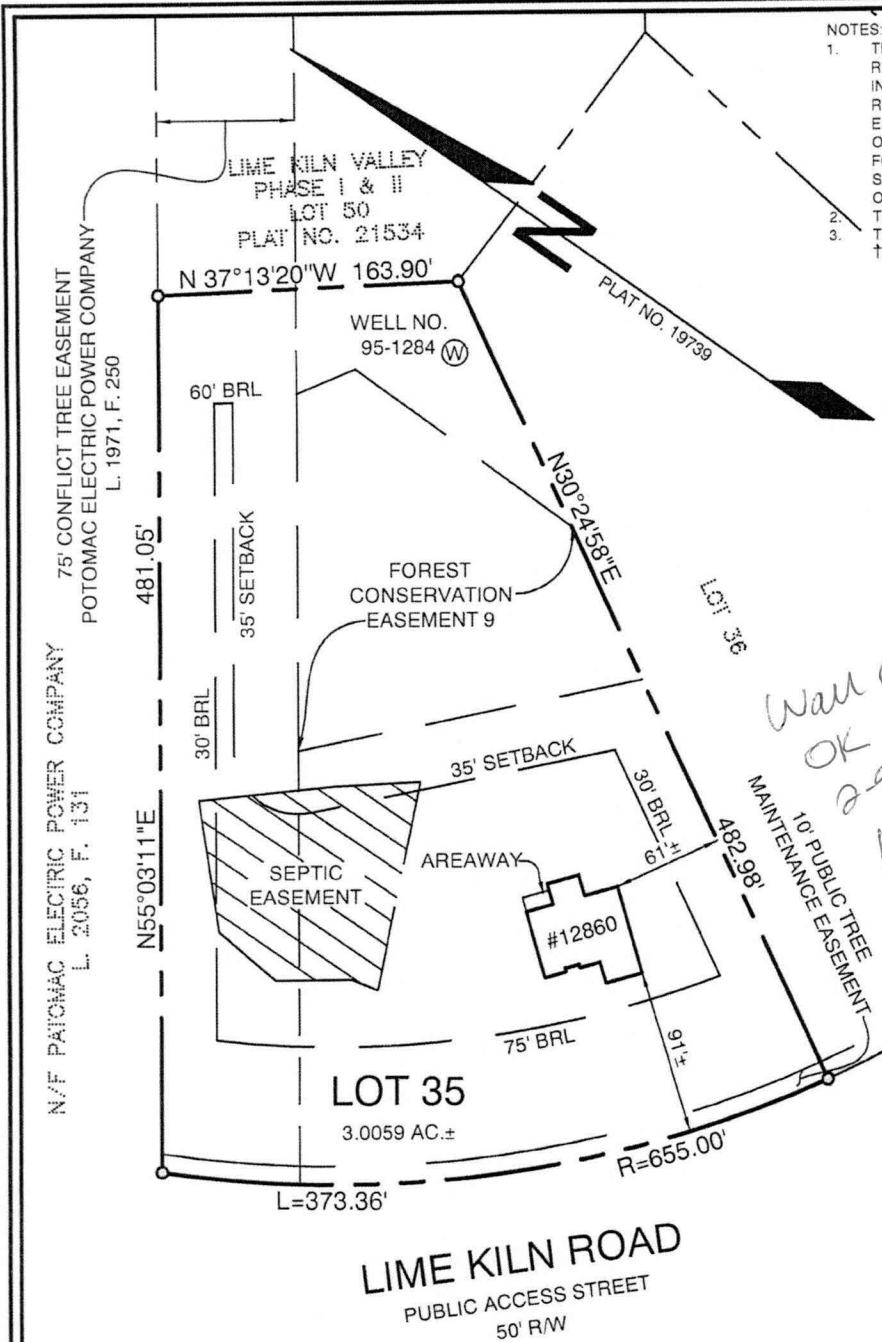 NOTES:
1.
2.
3.
75' CONFLICT TREE EASEMENT
POTOMAC ELECTRIC POWER COMPANY
L. 1971, F. 250
LIME KILN VALLEY
PHASE I & II
LOT 50
PLAT NO. 21534
N
PLAT NO. 19739
N 37°13'20"W 163.90'
WELL NO.
95-1284 W
60' BRL
35' SETBACK
30' BRL
481.05'
N55°03'11"E
N/F PATOMAC ELECTRIC POWER COMPANY
L. 2056, F. 131
FOREST
CONSERVATION
EASEMENT 9
N30°24'58"E
LOT 36
Wall
OK
35' SETBACK
30' BRL
61'±
482.98'
10' PUBLIC TREE
MAINTENANCE EASEMENT
SEPTIC
EASEMENT
AREAWAY
#12860
75' BRL
91'±
LOT 35
3.0059 AC.±
L=373.36'
R=655.00'
LIME KILN ROAD
PUBLIC ACCESS STREET
50' R/W